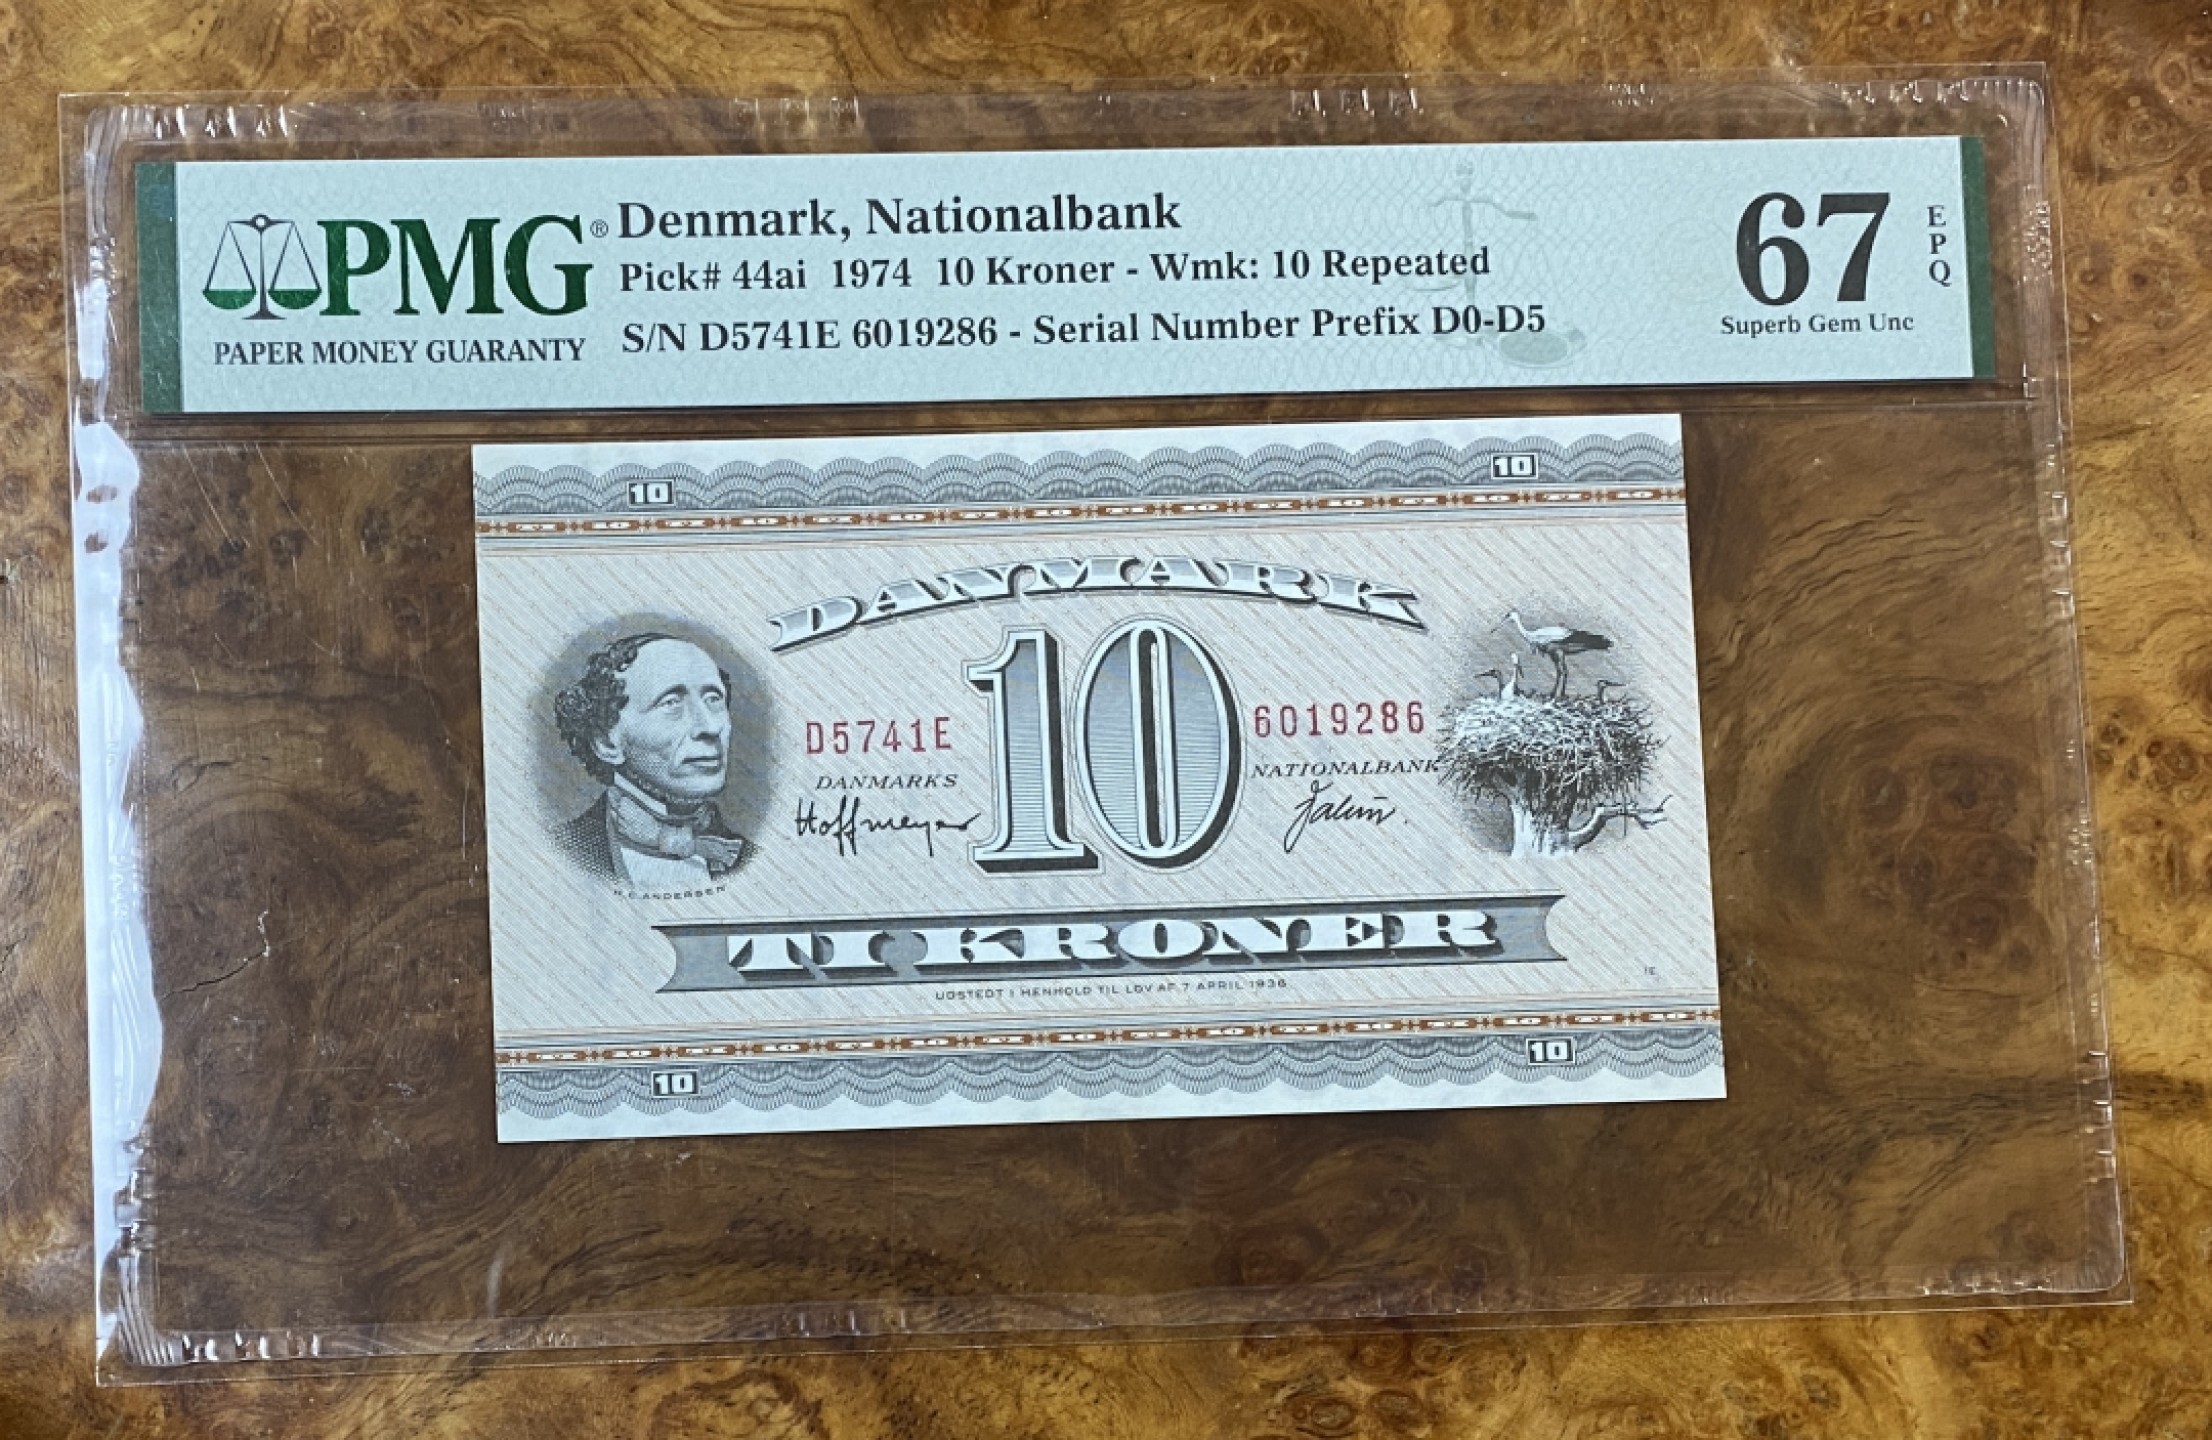 PMG®
PAPER MONEY GUARANTY
Denmark, Nationalbank
Pick# 44ai 1974 10 Kroner - Wmk: 10 Repeated
S/N D5741E 6019286 - Serial Number Prefix D0-D5
67
EPQ
Superb Gem Unc
10 10
DANMARK
10
D5741E 6019286
DANMARKS NATIONALBANK
Hoffmeyer
H.C. ANDERSEN
TI KRONER
UDSTEDT I HENHOLD TIL LOV AF 7 APRIL 1936
10 10